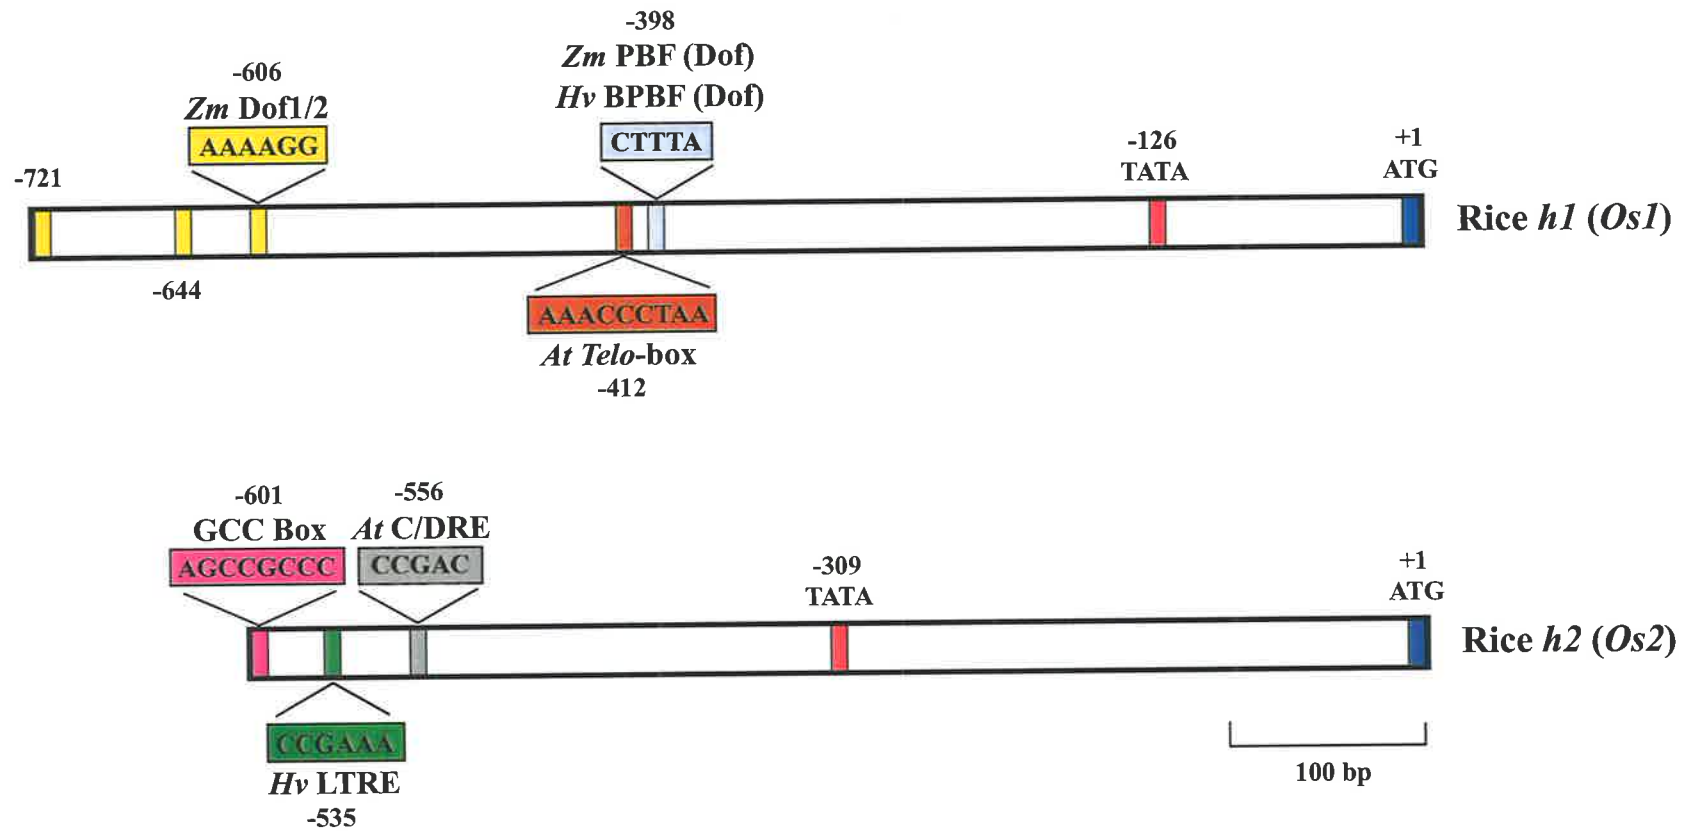 -398
Zm PBF (Dof)
Hv BPBF (Dof)
CTTTA
-606
Zm Dof1/2
AAAAGG
-126
TATA
+1
ATG
-721
Rice h1 (Os1)
-644
AAACCCTAA
At Telo-box
-412
-601
GCC Box
AGCCGCCC
-556
At C/DRE
CCGAC
-309
TATA
+1
ATG
Rice h2 (Os2)
CCGAAA
Hv LTRE
-535
100 bp